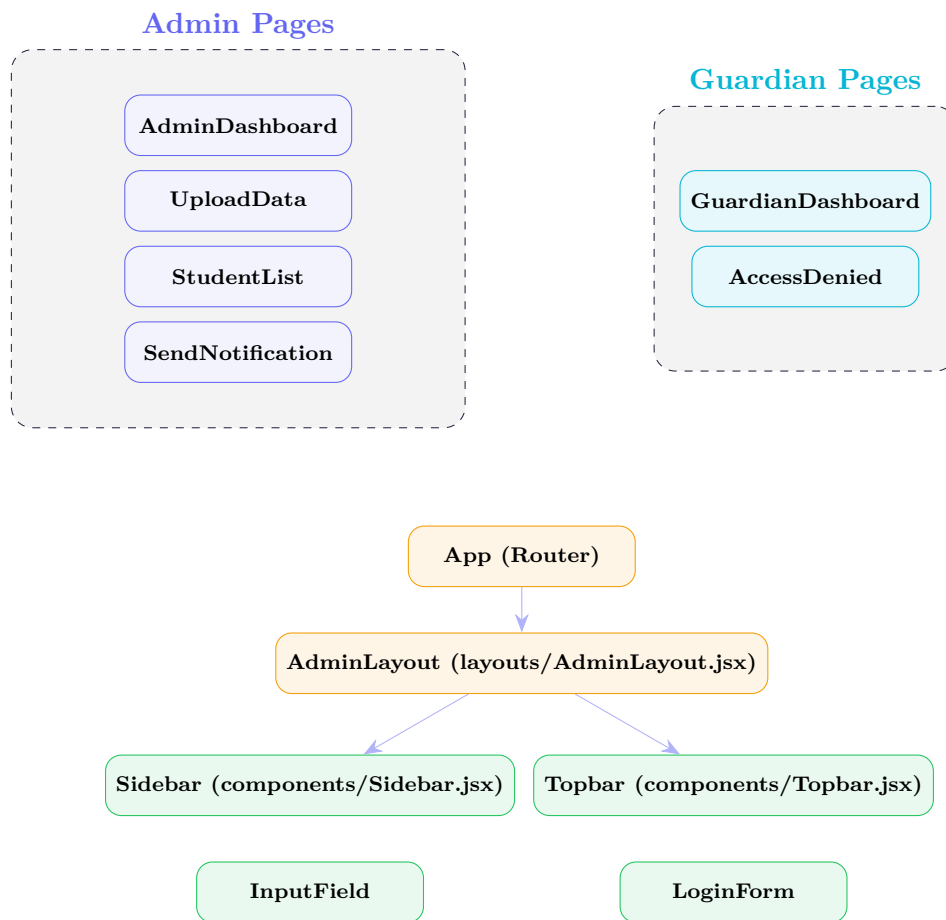 Admin Pages
AdminDashboard
UploadData
StudentList
SendNotification
Guardian Pages
GuardianDashboard
AccessDenied
App (Router)
AdminLayout (layouts/AdminLayout.jsx)
Sidebar (components/Sidebar.jsx)
Topbar (components/Topbar.jsx)
InputField
LoginForm